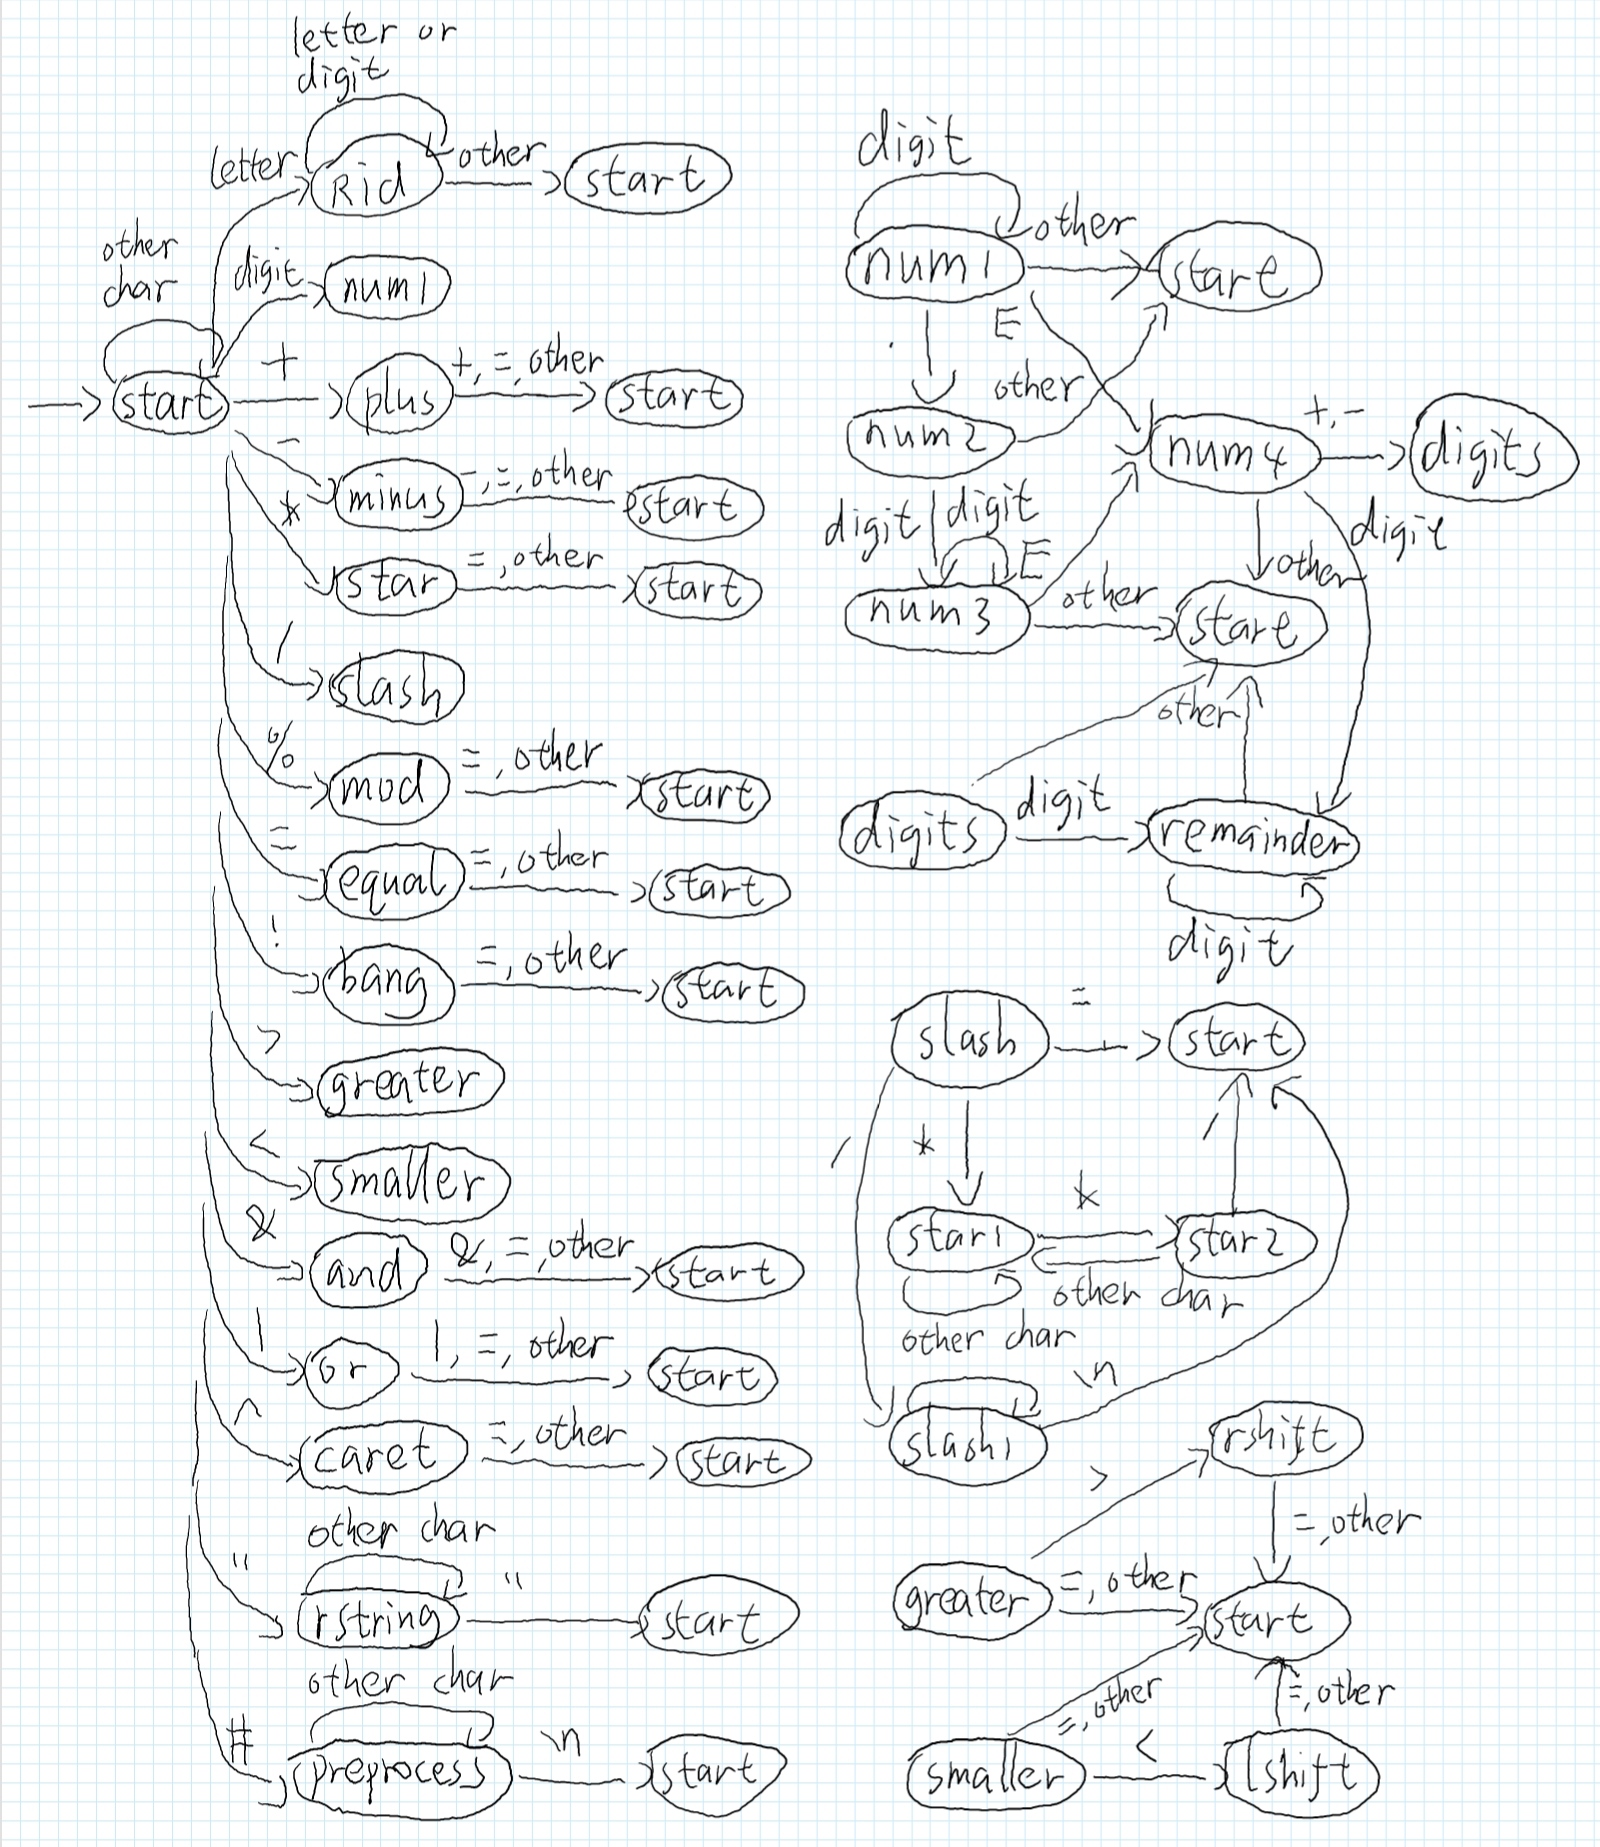 letter or
digit
letter
Rid
other
start
other
char
digit
num1
start
+
plus
+, =, other
start
-
minus
-, =, other
start
*
star
=, other
start
/
slash
%
mod
=, other
start
=
equal
=, other
start
!
bang
=, other
start
>
greater
<
smaller
&
and
&, =, other
start
|
or
|, =, other
start
^
caret
=, other
start
other char
"
rstring
"
start
other char
#
preprocess
\n
start
digit
num1
other
start
E
.
other
num2
num4
+, -
digits
digit
digit
E
digit
other
num3
other
start
other
digits
digit
remainder
digit
slash
=
start
/
*
/
star1
*
star2
other char
other char
\n
slash1
>
rshift
=, other
greater
=, other
start
=, other
=, other
smaller
<
lshift